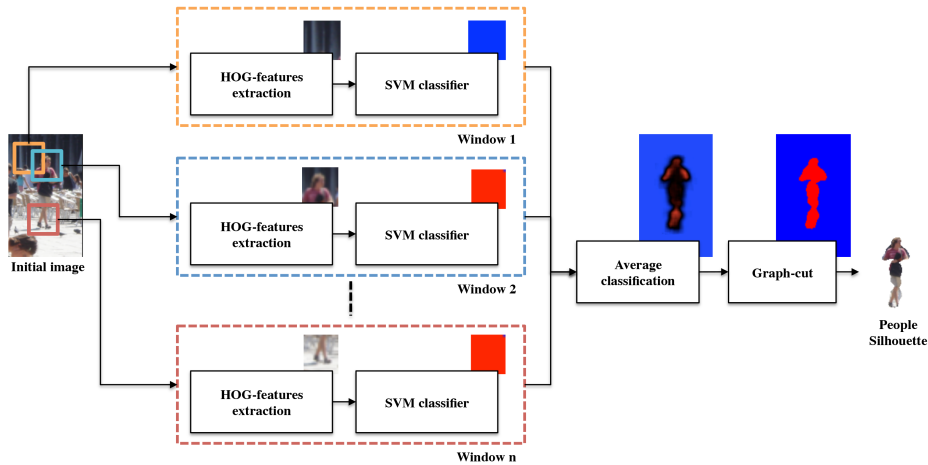 HOG-features
extraction
SVM classifier
Window 1
Initial image
HOG-features
extraction
SVM classifier
Window 2
Average
classification
Graph-cut
People
Silhouette
HOG-features
extraction
SVM classifier
Window n